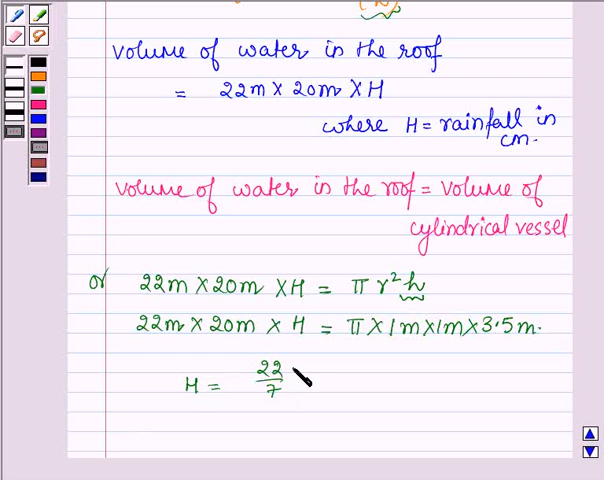 (h)
volume of water in the roof
= 22m X 20m X H
where H = rainfall in
cm.
volume of water in the roof = volume of
cylindrical vessel
or 22m X 20m X H = π r² h
22m X 20m X H = π X 1m X 1m X 3.5m.
H = 22/7